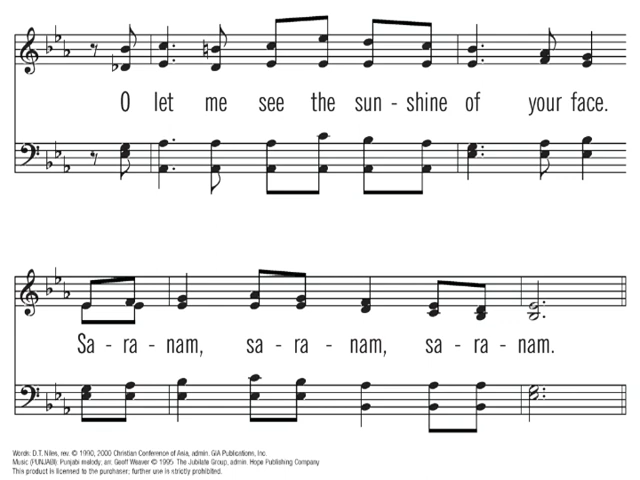 O let me see the sun - shine of your face.
Sa - ra - nam, sa - ra - nam, sa - ra - nam.
Words: D.T. Niles, rev. © 1990, 2000 Christian Conference of Asia, admin. GIA Publications, Inc.
Music (PUNJABI): Punjabi melody; arr. Geoff Weaver © 1995 The Jubilate Group, admin. Hope Publishing Company
This product is licensed to the purchaser; further use is strictly prohibited.